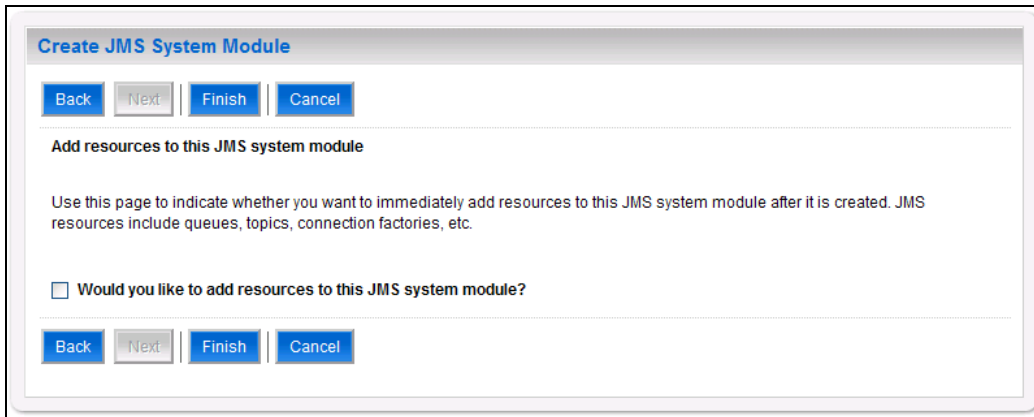 Create JMS System Module
Back Next Finish Cancel
Add resources to this JMS system module
Use this page to indicate whether you want to immediately add resources to this JMS system module after it is created. JMS
resources include queues, topics, connection factories, etc.
Would you like to add resources to this JMS system module?
Back Next Finish Cancel